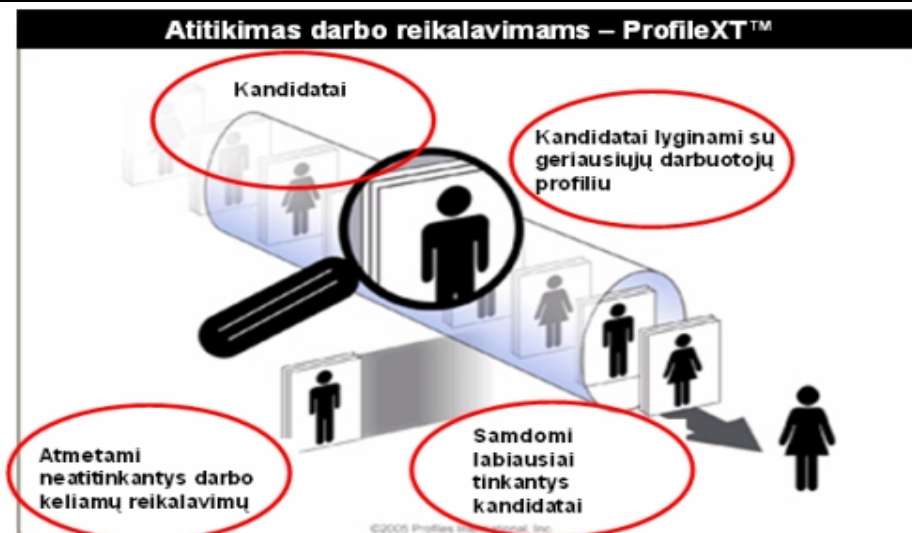 Atitikimas darbo reikalavimams – ProfileXT™
Kandidatai
Kandidatai lyginami su
geriausiųjų darbuotojų
profiliu
Atmetami
neatitinkantys darbo
keliamų reikalavimų
Samdomi
labiausiai
tinkantys
kandidatai
©2005 Profiles International, Inc.